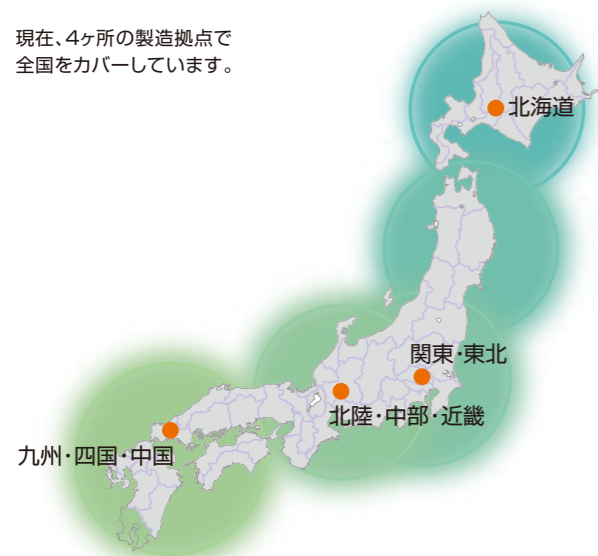 現在、4ヶ所の製造拠点で
全国をカバーしています。
北海道
関東・東北
北陸・中部・近畿
九州・四国・中国